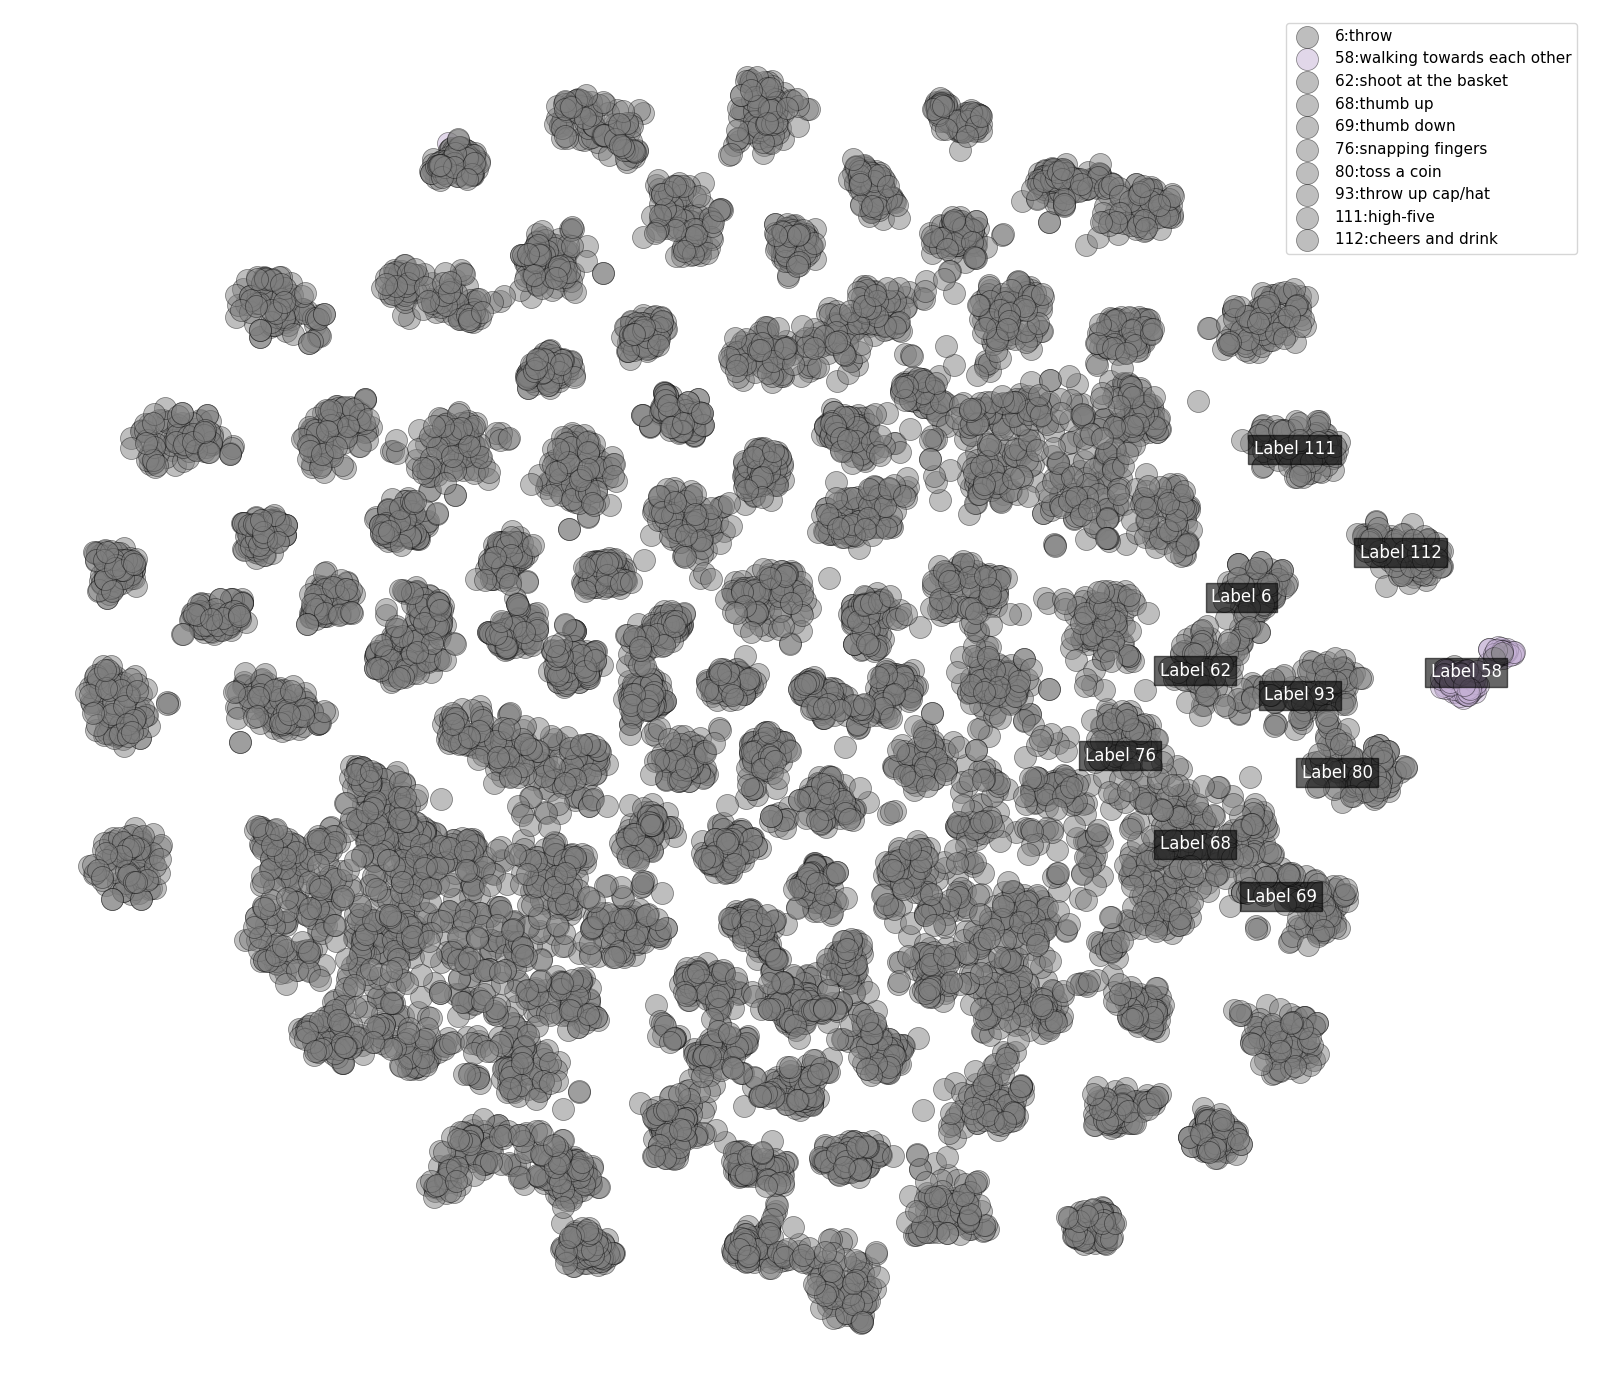 6:throw
58:walking towards each other
62:shoot at the basket
68:thumb up
69:thumb down
76:snapping fingers
80:toss a coin
93:throw up cap/hat
111:high-five
112:cheers and drink
Label 111
Label 112
Label 6
Label 62
Label 58
Label 93
Label 76
Label 80
Label 68
Label 69